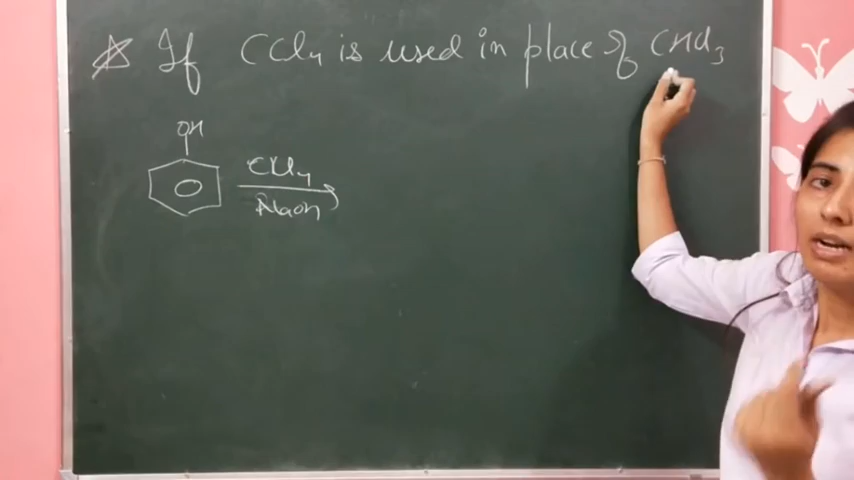 ☆ If CCl4 is used in place of CHCl3
OH
CCl4
NaOH